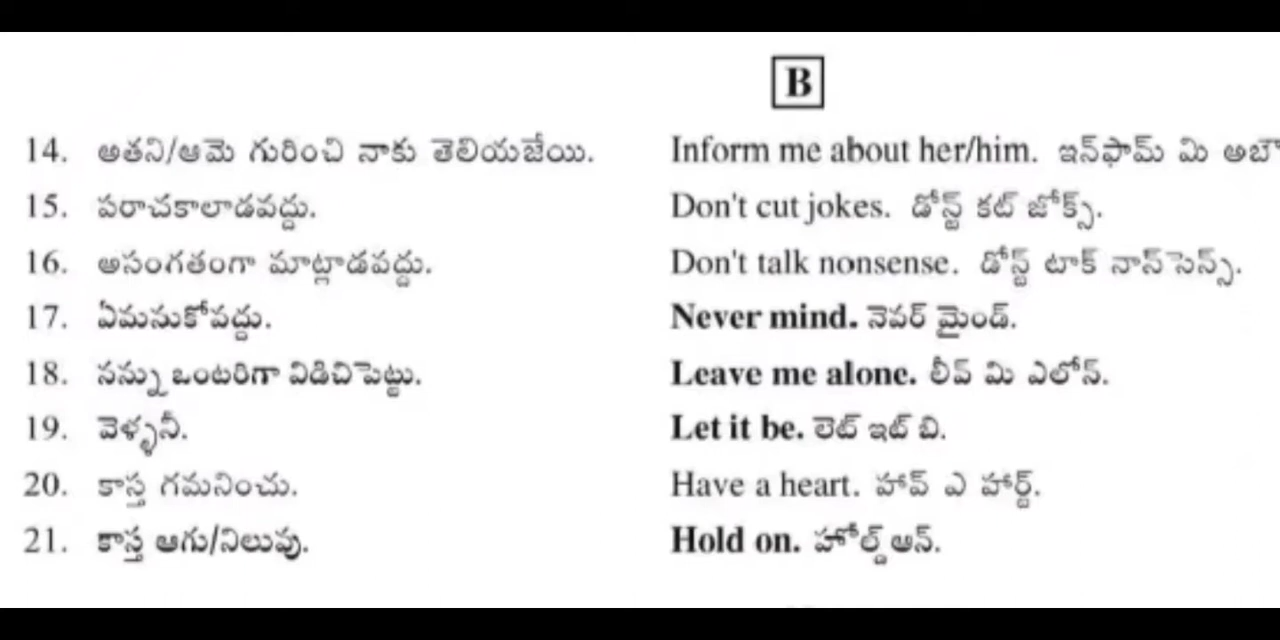 B
14. అతని/ఆమె గురించి నాకు తెలియజేయి. Inform me about her/him. ఇన్‌ఫామ్ మి
15. పరాచకాలాడవద్దు. Don't cut jokes. డోన్ట్ కట్ జోక్స్.
16. అసంగతంగా మాట్లాడవద్దు. Don't talk nonsense. డోన్ట్ టాక్ నాన్‌సెన్స్.
17. ఏమనుకోవద్దు. Never mind. నెవర్ మైండ్.
18. నన్ను ఒంటరిగా విడిచిపెట్టు. Leave me alone. లీవ్ మి ఎలోన్.
19. వెళ్ళనీ. Let it be. లెట్ ఇట్ బి.
20. కాస్త గమనించు. Have a heart. హావ్ ఎ హార్ట్.
21. కాస్త ఆగు/నిలువు. Hold on. హోల్డ్ ఆన్.